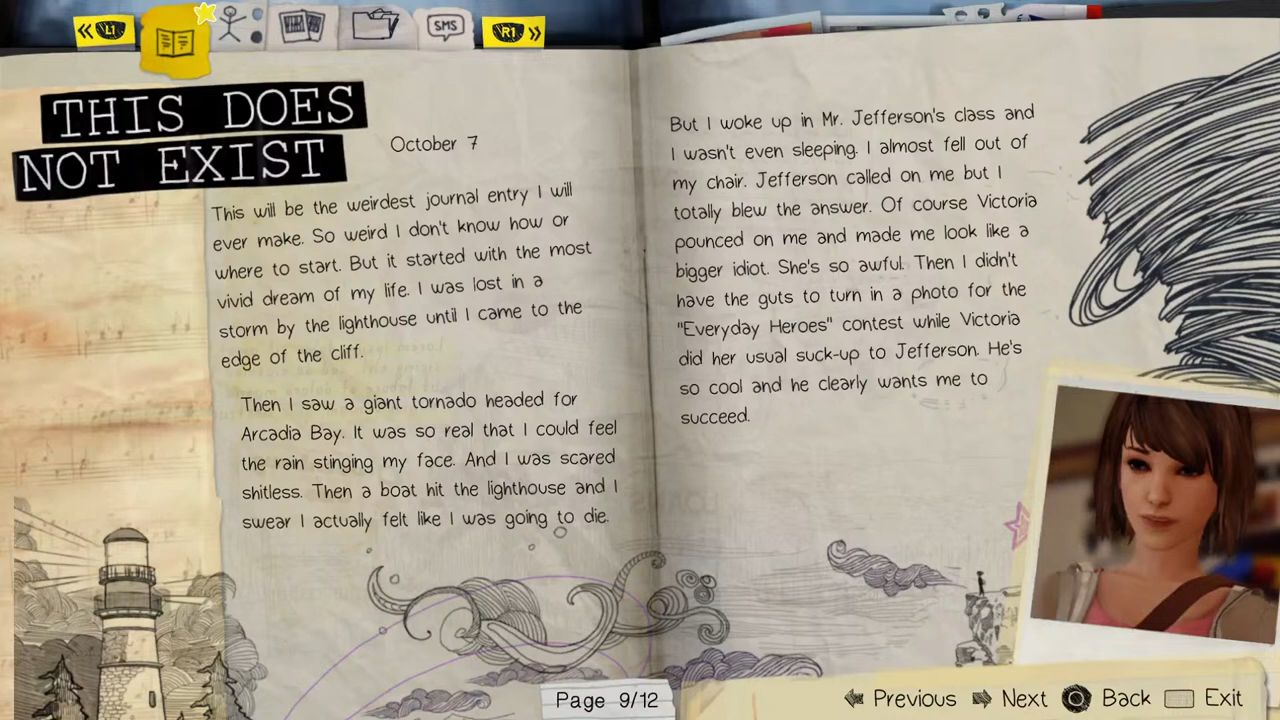 L1
SMS
R1
THIS DOES
NOT EXIST
October 7
This will be the weirdest journal entry I will
ever make. So weird I don't know how or
where to start. But it started with the most
vivid dream of my life. I was lost in a
storm by the lighthouse until I came to the
edge of the cliff.
Then I saw a giant tornado headed for
Arcadia Bay. It was so real that I could feel
the rain stinging my face. And I was scared
shitless. Then a boat hit the lighthouse and I
swear I actually felt like I was going to die.
But I woke up in Mr. Jefferson's class and
I wasn't even sleeping. I almost fell out of
my chair. Jefferson called on me but I
totally blew the answer. Of course Victoria
pounced on me and made me look like a
bigger idiot. She's so awful. Then I didn't
have the guts to turn in a photo for the
"Everyday Heroes" contest while Victoria
did her usual suck-up to Jefferson. He's
so cool and he clearly wants me to
succeed.
Page 9/12
Previous Next Back Exit